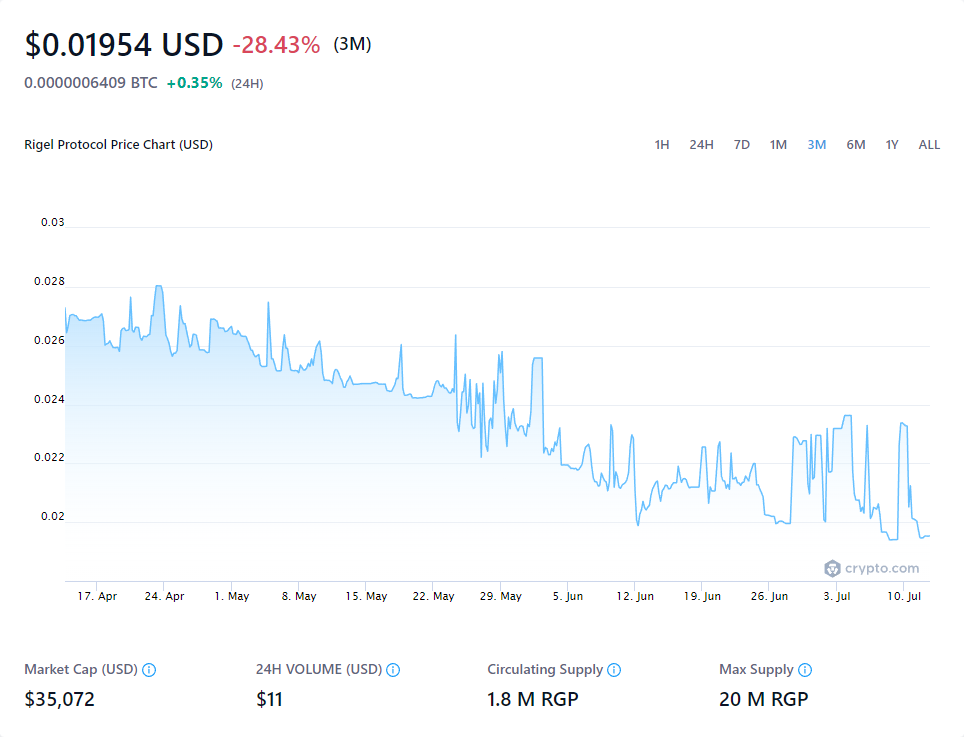 $0.01954 USD -28.43% (3M)
0.0000006409 BTC +0.35% (24H)
Rigel Protocol Price Chart (USD) 1H 24H 7D 1M 3M 6M 1Y ALL
0.03
0.028
0.026
0.024
0.022
0.02
crypto.com
17. Apr 24. Apr 1. May 8. May 15. May 22. May 29. May 5. Jun 12. Jun 19. Jun 26. Jun 3. Jul 10. Jul
Market Cap (USD) 24H VOLUME (USD) Circulating Supply Max Supply
$35,072 $11 1.8 M RGP 20 M RGP